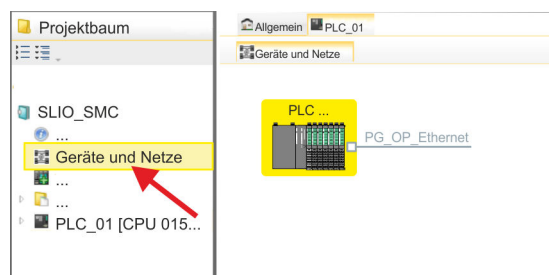 Projektbaum
SLIO_SMC
...
Geräte und Netze
...
...
PLC_01 [CPU 015...
Allgemein PLC_01
Geräte und Netze
PLC ...
PG_OP_Ethernet